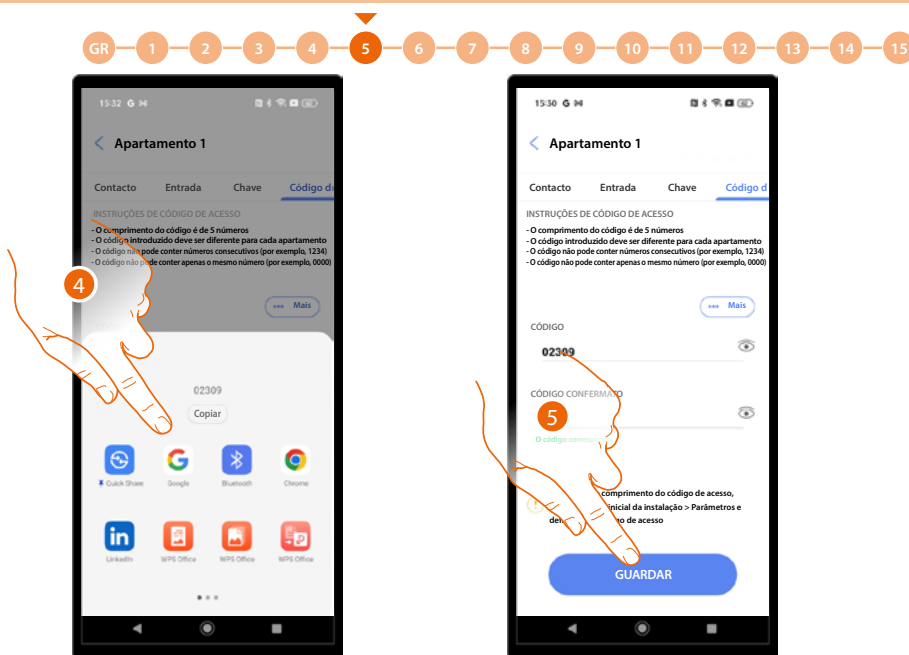 GR 1 2 3 4 5 6 7 8 9 10 11 12 13 14 15
15:32 G
Apartamento 1
Contacto Entrada Chave Código d
INSTRUÇÕES DE CÓDIGO DE ACESSO
- O comprimento do código é de 5 números
- O código introduzido deve ser diferente para cada apartamento
- O código não pode conter números consecutivos (por exemplo, 1234)
- O código não pode conter apenas o mesmo número (por exemplo, 0000)
4
Mais
02309
Copiar
Quick Share Google Bluetooth Chrome
in
LinkedIn WPS Office WPS Office WPS Office
15:30 G
Apartamento 1
Contacto Entrada Chave Código d
INSTRUÇÕES DE CÓDIGO DE ACESSO
- O comprimento do código é de 5 números
- O código introduzido deve ser diferente para cada apartamento
- O código não pode conter números consecutivos (por exemplo, 1234)
- O código não pode conter apenas o mesmo número (por exemplo, 0000)
Mais
CÓDIGO
02309
CÓDIGO CONFERMATO
5
O código
comprimento do código de acesso,
inicial da instalação > Parâmetros e
de acesso
GUARDAR